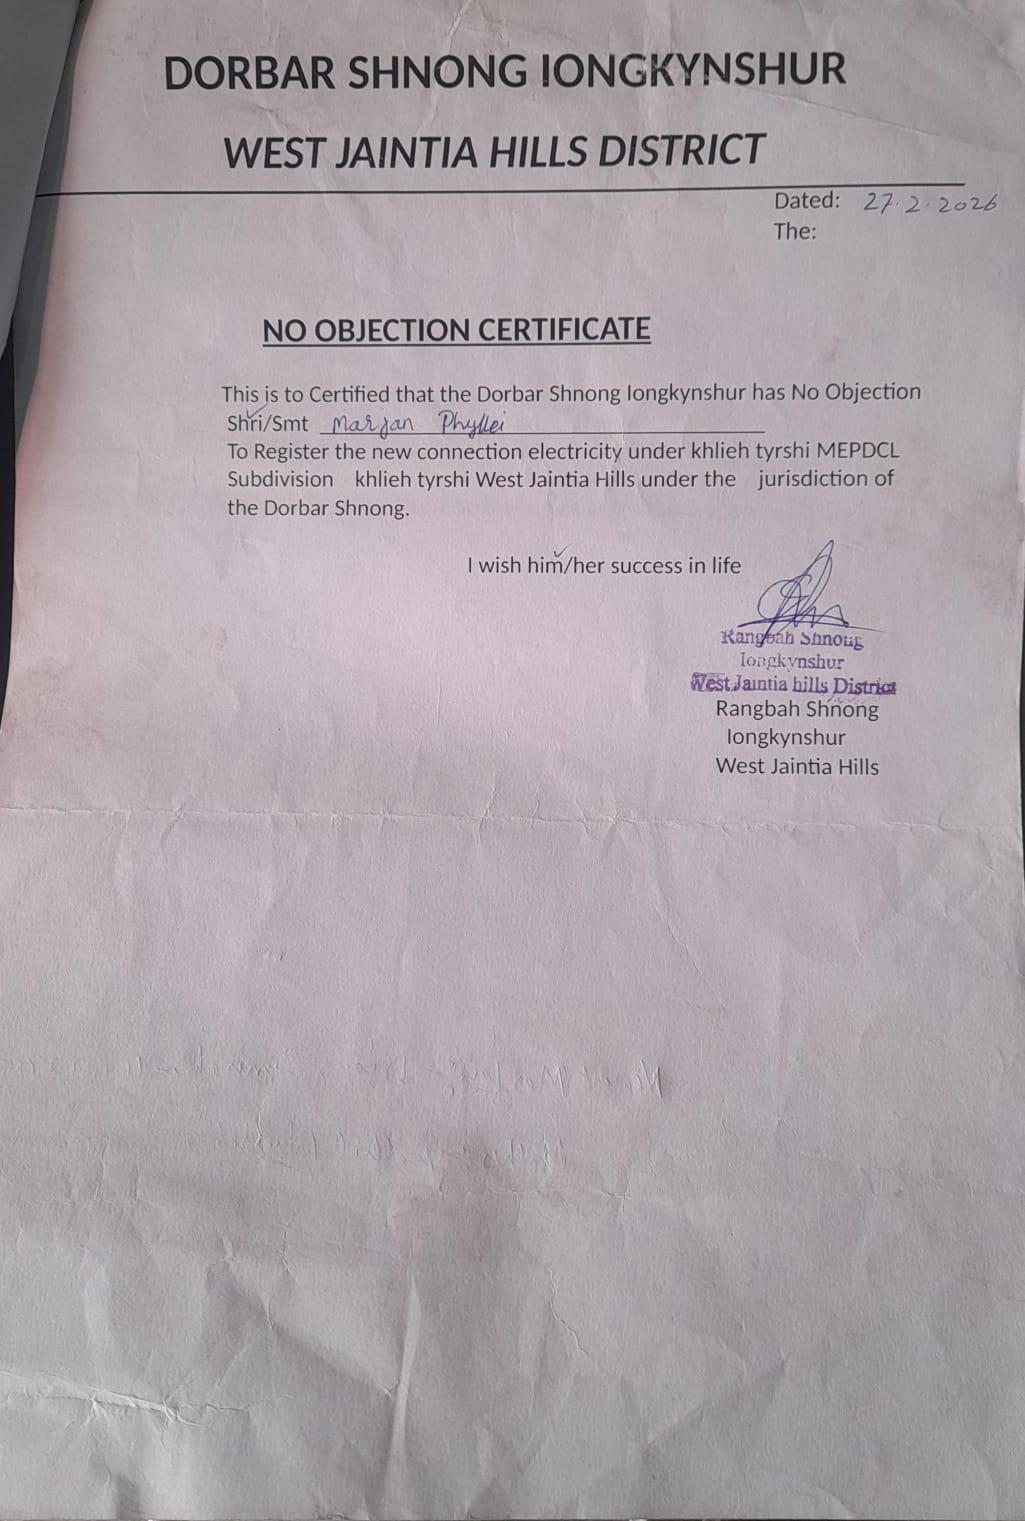 DORBAR SHNONG IONGKYNSHUR
WEST JAINTIA HILLS DISTRICT
Dated: 27.2.2026
The:
NO OBJECTION CERTIFICATE
This is to Certified that the Dorbar Shnong Iongkynshur has No Objection
Shri/Smt Marjan Phyllei
To Register the new connection electricity under khlieh tyrshi MEPDCL
Subdivision khlieh tyrshi West Jaintia Hills under the jurisdiction of
the Dorbar Shnong.
I wish him/her success in life
Rangbah Shnong
Iongkynshur
West Jaintia hills District
Rangbah Shnong
Iongkynshur
West Jaintia Hills